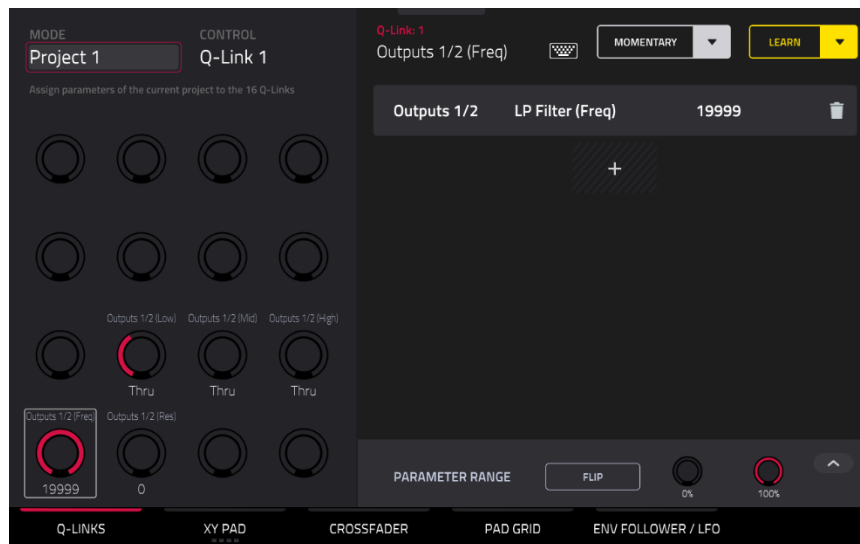 MODE
Project 1
CONTROL
Q-Link 1
Assign parameters of the current project to the 16 Q-Links
Outputs 1/2 (Low) Outputs 1/2 (Mid) Outputs 1/2 (High)
Thru Thru Thru
Outputs 1/2 (Freq) Outputs 1/2 (Res)
19999 0
Q-Link: 1
Outputs 1/2 (Freq)
MOMENTARY
LEARN
Outputs 1/2 LP Filter (Freq) 19999
+
PARAMETER RANGE FLIP 0% 100%
Q-LINKS XY PAD CROSSFADER PAD GRID ENV FOLLOWER / LFO